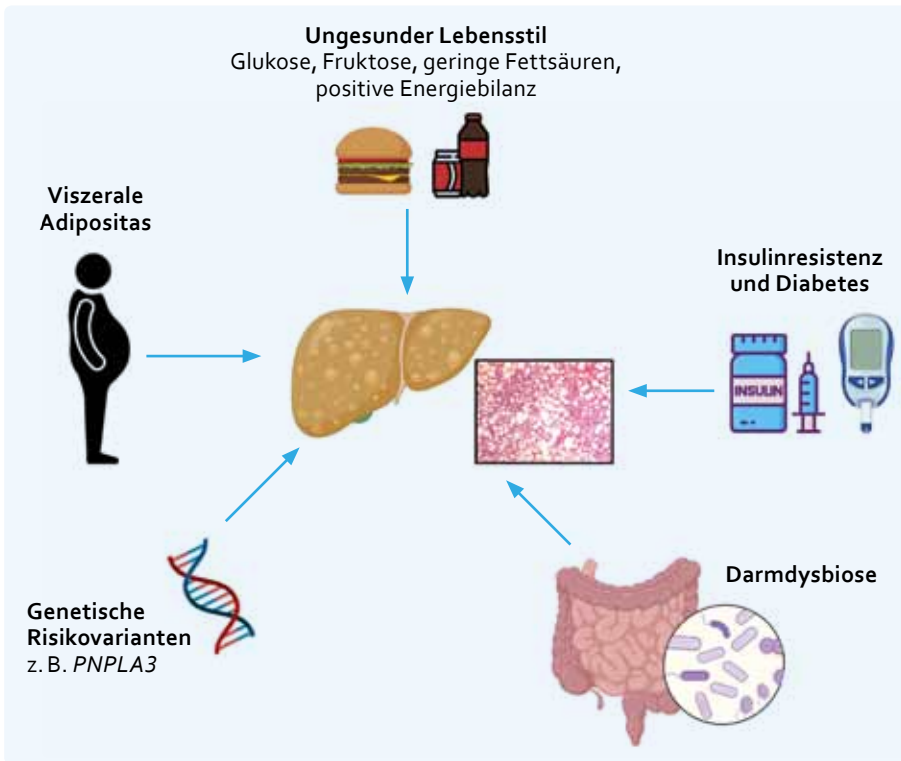 Ungesunder Lebensstil
Glukose, Fruktose, geringe Fettsäuren,
positive Energiebilanz
Viszerale
Adipositas
Insulinresistenz
und Diabetes
INSULIN
Darmdysbiose
Genetische
Risikovarianten
z. B. PNPLA3